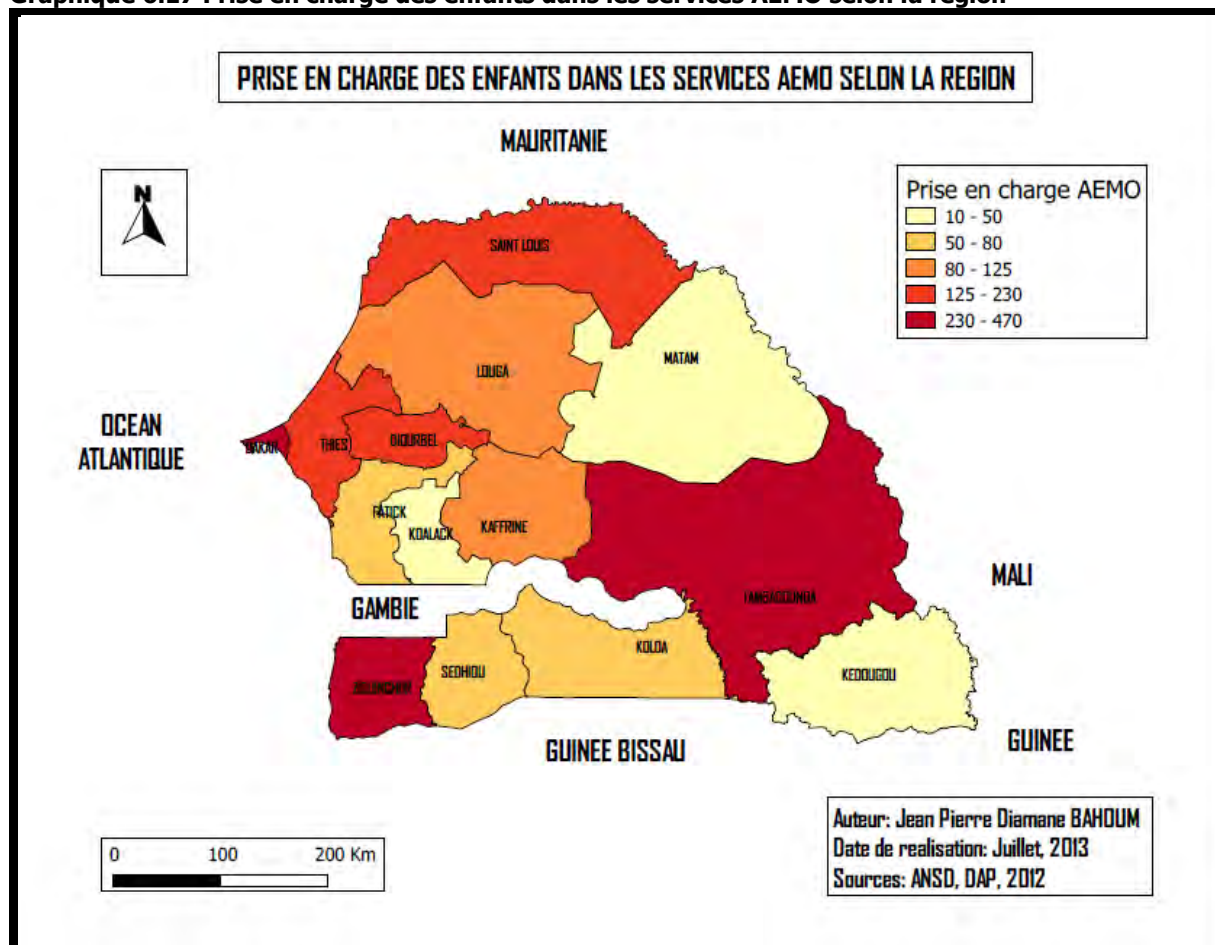 PRISE EN CHARGE DES ENFANTS DANS LES SERVICES AEMO SELON LA REGION
MAURITANIE
N
Prise en charge AEMO
10 - 50
50 - 80
80 - 125
125 - 230
230 - 470
SAINT LOUIS
MATAM
LOUGA
OCEAN
ATLANTIQUE
DAKAR
THIES
DIOURBEL
FATICK
KOALACK
KAFFRINE
MALI
GAMBIE
TAMBACOUNDA
KOLDA
SEDHIOU
KEDOUGOU
GUINEE BISSAU
GUINEE
Auteur: Jean Pierre Diamane BAHOUM
Date de realisation: Juillet, 2013
Sources: ANSD, DAP, 2012
0 100 200 Km